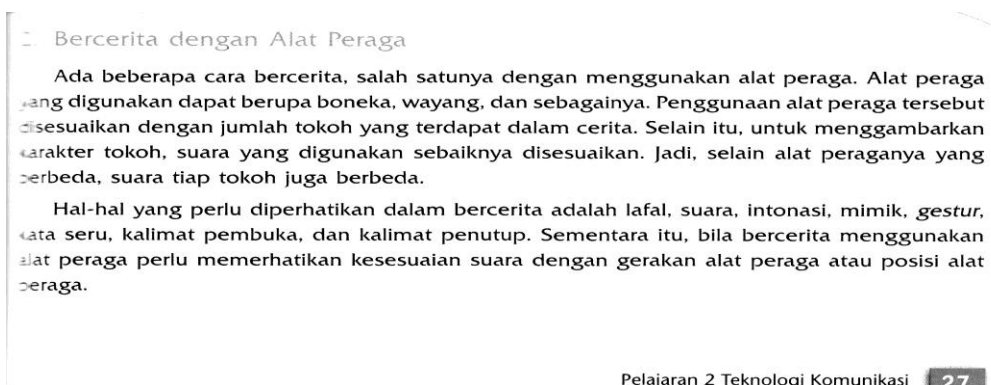 Bercerita dengan Alat Peraga
Ada beberapa cara bercerita, salah satunya dengan menggunakan alat peraga. Alat peraga
yang digunakan dapat berupa boneka, wayang, dan sebagainya. Penggunaan alat peraga tersebut
disesuaikan dengan jumlah tokoh yang terdapat dalam cerita. Selain itu, untuk menggambarkan
karakter tokoh, suara yang digunakan sebaiknya disesuaikan. Jadi, selain alat peraganya yang
berbeda, suara tiap tokoh juga berbeda.
Hal-hal yang perlu diperhatikan dalam bercerita adalah lafal, suara, intonasi, mimik, gestur,
kata seru, kalimat pembuka, dan kalimat penutup. Sementara itu, bila bercerita menggunakan
alat peraga perlu memerhatikan kesesuaian suara dengan gerakan alat peraga atau posisi alat
peraga.
Pelajaran 2 Teknologi Komunikasi 27